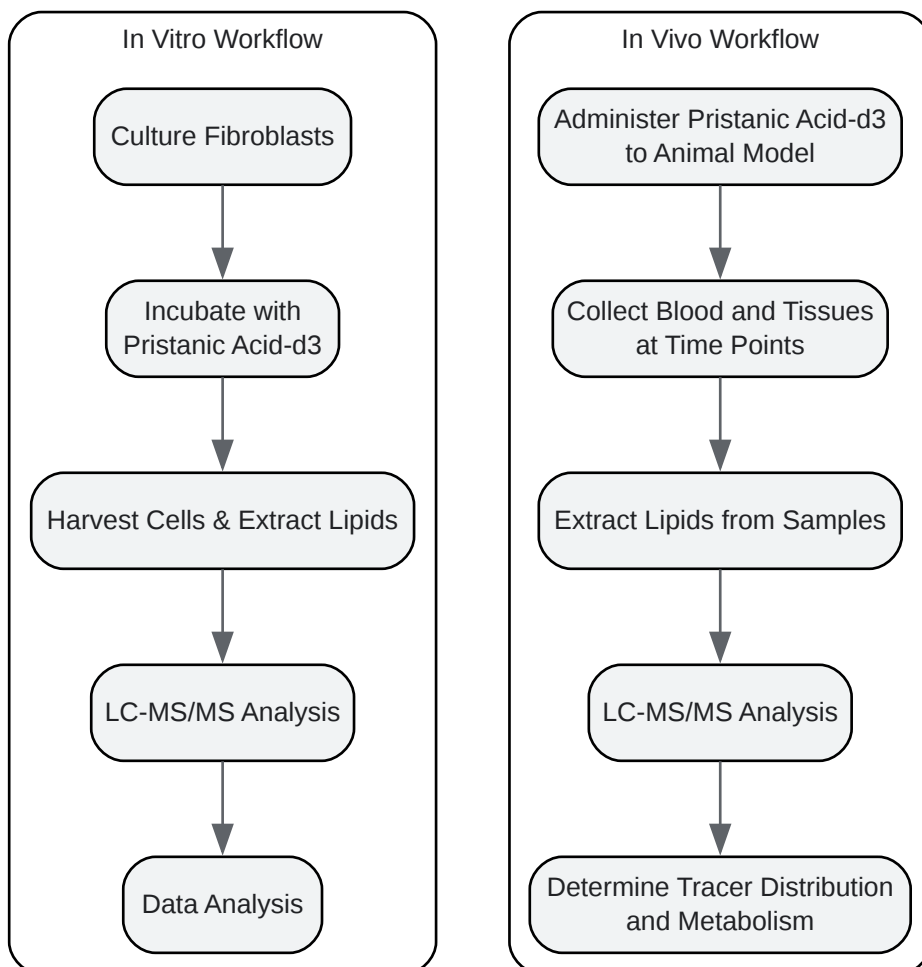 In Vitro Workflow
Culture Fibroblasts
Incubate with
Pristanic Acid-d3
Harvest Cells & Extract Lipids
LC-MS/MS Analysis
Data Analysis
In Vivo Workflow
Administer Pristanic Acid-d3
to Animal Model
Collect Blood and Tissues
at Time Points
Extract Lipids from Samples
LC-MS/MS Analysis
Determine Tracer Distribution
and Metabolism